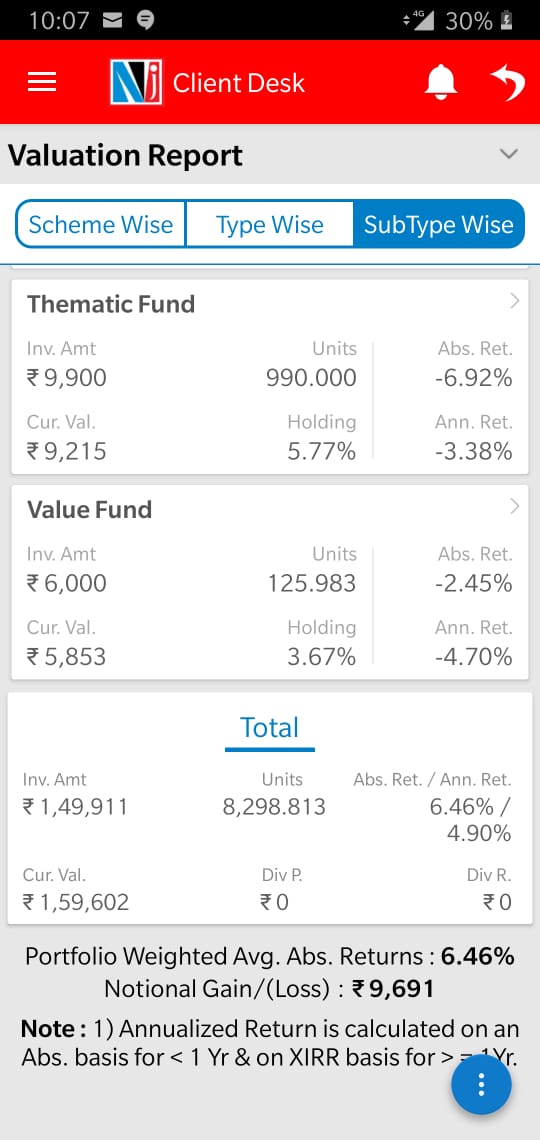 10:07 4G 30%
Nj Client Desk
Valuation Report
Scheme Wise Type Wise SubType Wise
Thematic Fund
Inv. Amt Units Abs. Ret.
₹ 9,900 990.000 -6.92%
Cur. Val. Holding Ann. Ret.
₹ 9,215 5.77% -3.38%
Value Fund
Inv. Amt Units Abs. Ret.
₹ 6,000 125.983 -2.45%
Cur. Val. Holding Ann. Ret.
₹ 5,853 3.67% -4.70%
Total
Inv. Amt Units Abs. Ret. / Ann. Ret.
₹ 1,49,911 8,298.813 6.46% /
4.90%
Cur. Val. Div P. Div R.
₹ 1,59,602 ₹ 0 ₹ 0
Portfolio Weighted Avg. Abs. Returns : 6.46%
Notional Gain/(Loss) : ₹ 9,691
Note : 1) Annualized Return is calculated on an
Abs. basis for < 1 Yr & on XIRR basis for > = 1Yr.